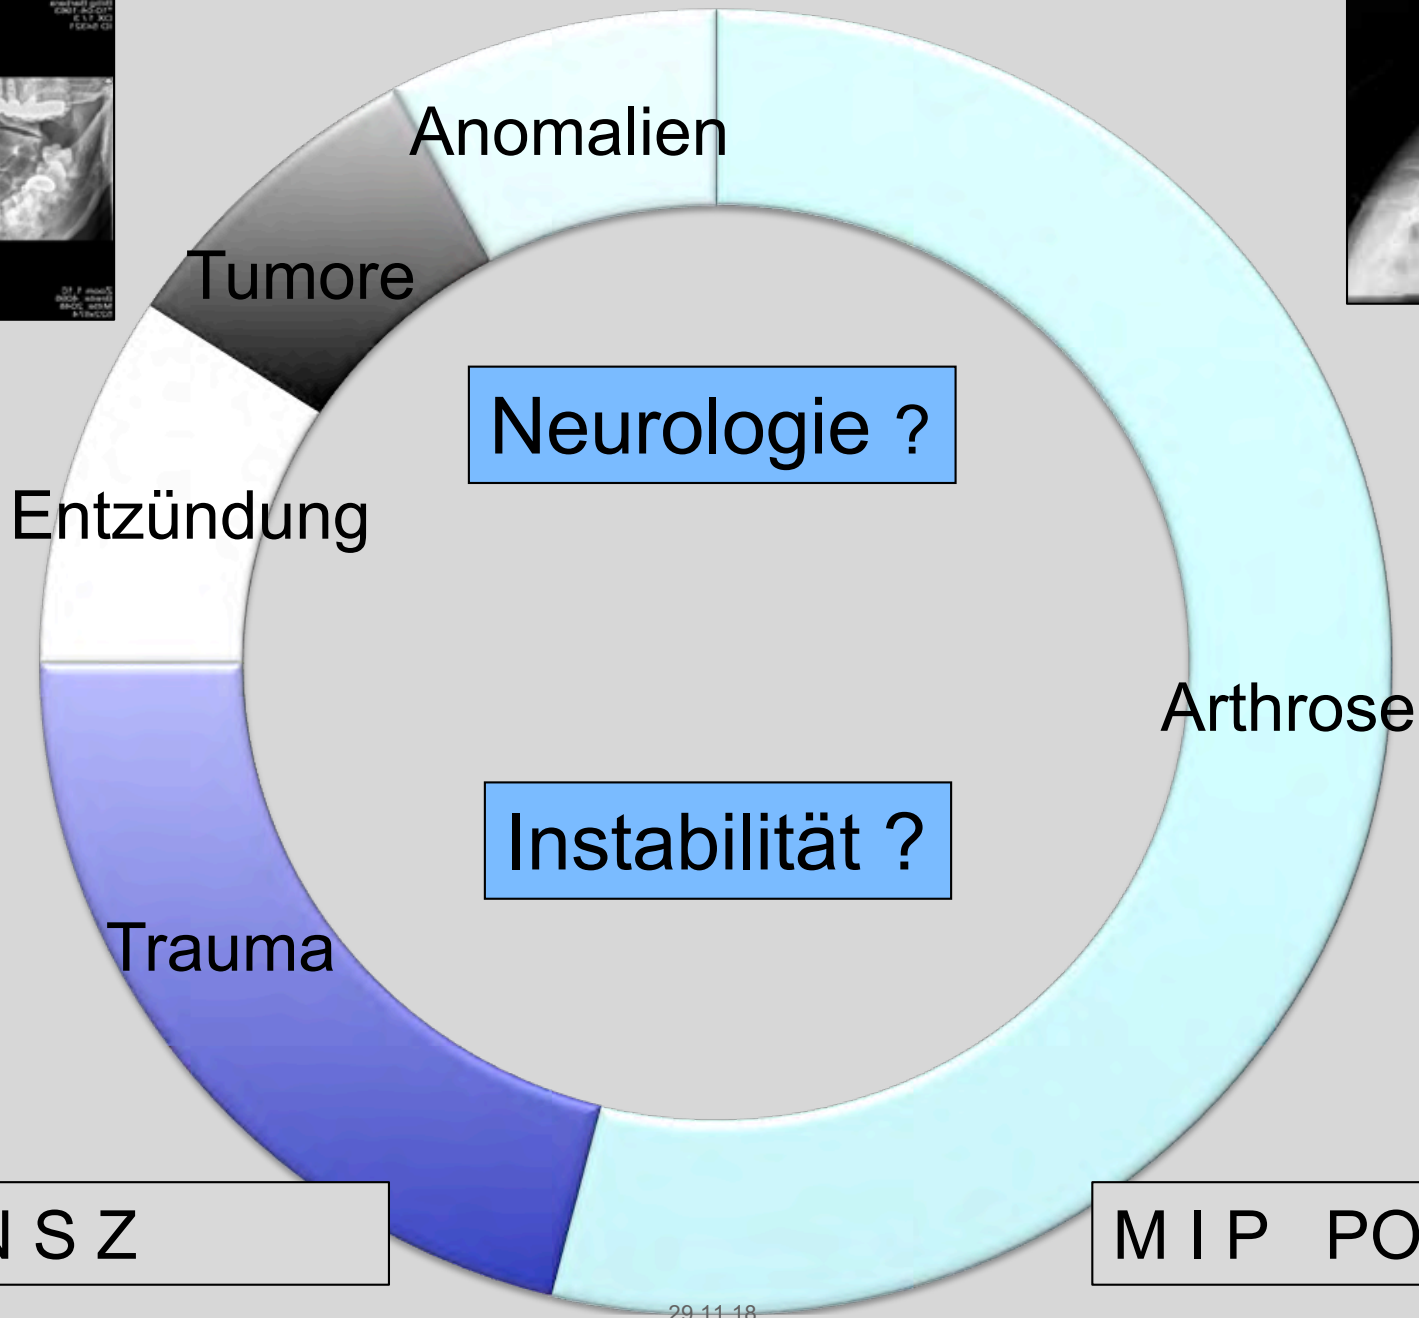 Anomalien
Tumore
Neurologie ?
Entzündung
Arthrose
Instabilität ?
Trauma
N S Z
M I P PO
29.11.18